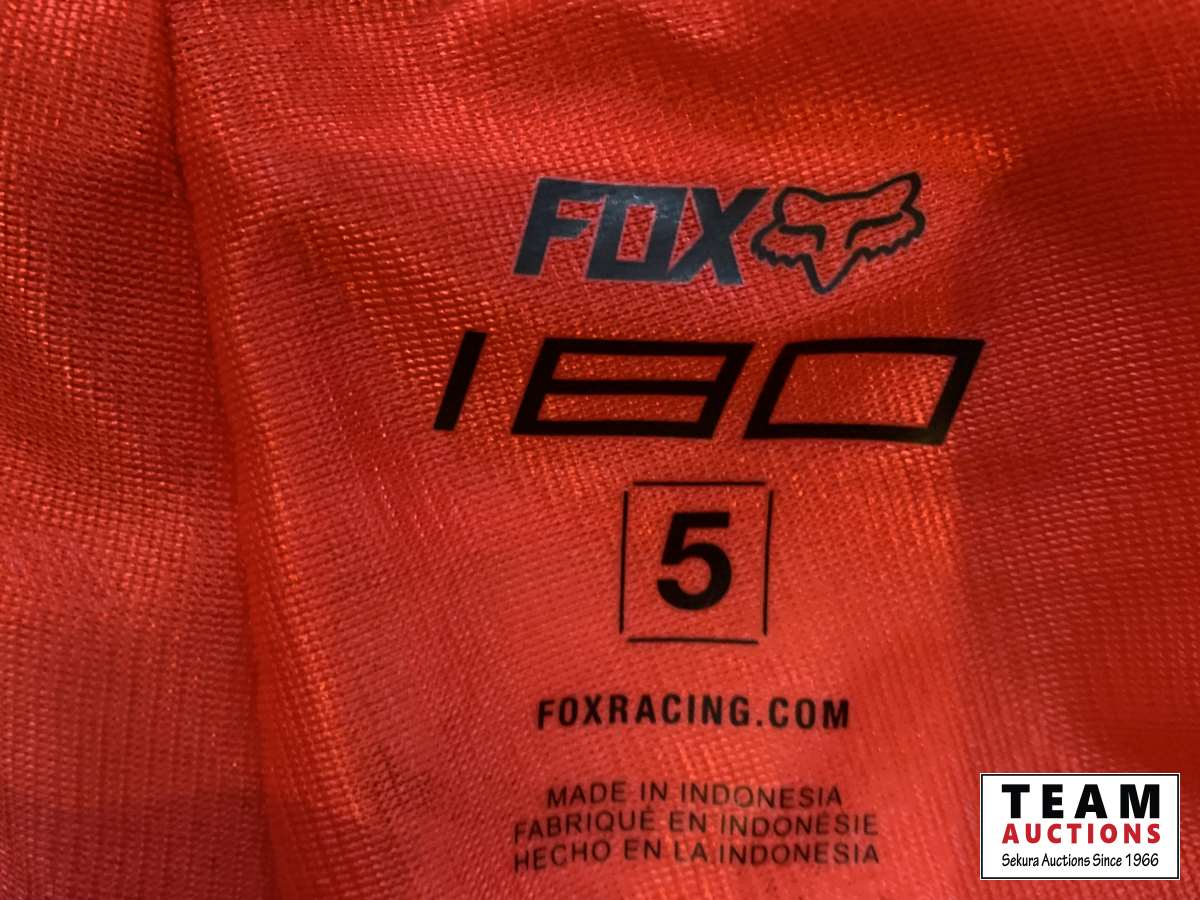 FOX
180
5
FOXRACING.COM
MADE IN INDONESIA
FABRIQUÉ EN INDONÉSIE
HECHO EN LA INDONESIA
TEAM
AUCTIONS
Sekura Auctions Since 1966